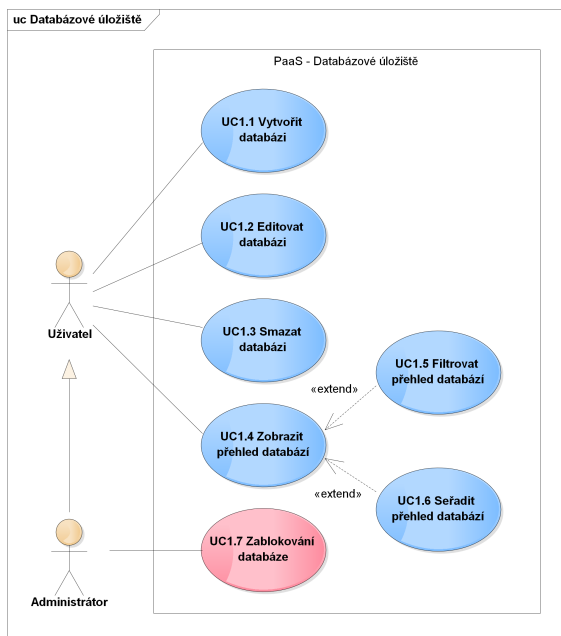 uc Databázové úložiště
PaaS - Databázové úložiště
UC1.1 Vytvořit
databázi
UC1.2 Editovat
databázi
Uživatel
UC1.3 Smazat
databázi
UC1.5 Filtrovat
přehled databází
«extend»
UC1.4 Zobrazit
přehled databází
«extend»
UC1.6 Seřadit
přehled databází
UC1.7 Zablokování
databáze
Administrátor